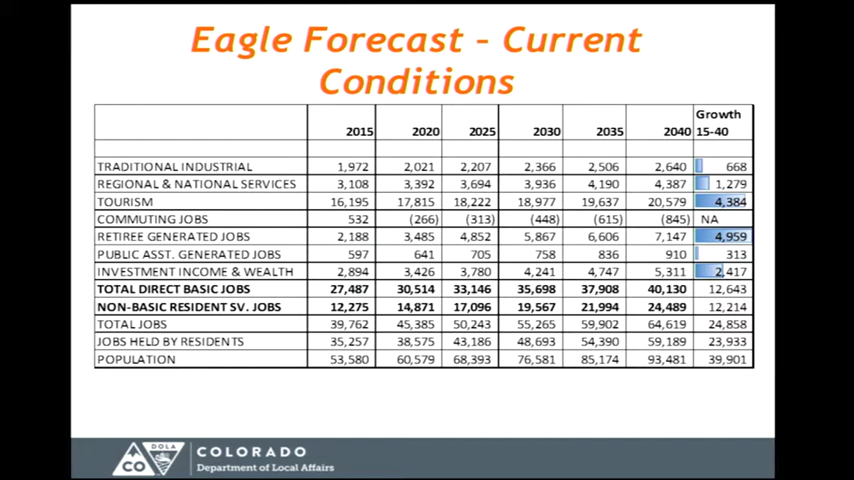 Eagle Forecast – Current
Conditions
Growth
2015 2020 2025 2030 2035 2040 15-40
TRADITIONAL INDUSTRIAL 1,972 2,021 2,207 2,366 2,506 2,640 668
REGIONAL & NATIONAL SERVICES 3,108 3,392 3,694 3,936 4,190 4,387 1,279
TOURISM 16,195 17,815 18,222 18,977 19,637 20,579 4,384
COMMUTING JOBS 532 (266) (313) (448) (615) (845) NA
RETIREE GENERATED JOBS 2,188 3,485 4,852 5,867 6,606 7,147 4,959
PUBLIC ASST. GENERATED JOBS 597 641 705 758 836 910 313
INVESTMENT INCOME & WEALTH 2,894 3,426 3,780 4,241 4,747 5,311 2,417
TOTAL DIRECT BASIC JOBS 27,487 30,514 33,146 35,698 37,908 40,130 12,643
NON-BASIC RESIDENT SV. JOBS 12,275 14,871 17,096 19,567 21,994 24,489 12,214
TOTAL JOBS 39,762 45,385 50,243 55,265 59,902 64,619 24,858
JOBS HELD BY RESIDENTS 35,257 38,575 43,186 48,693 54,390 59,189 23,933
POPULATION 53,580 60,579 68,393 76,581 85,174 93,481 39,901
CO
DOLA
COLORADO
Department of Local Affairs